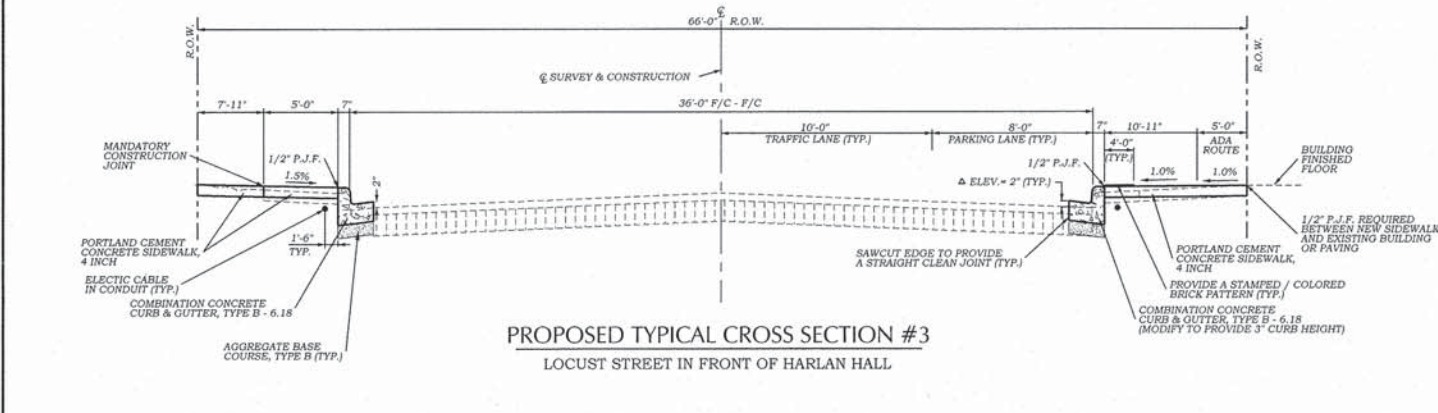 ℄
66'-0" R.O.W.
R.O.W.
R.O.W.
℄ SURVEY & CONSTRUCTION
7'-11"
5'-0"
7"
36'-0" F/C - F/C
10'-0"
TRAFFIC LANE (TYP.)
8'-0"
PARKING LANE (TYP.)
7"
10'-11"
5'-0"
4'-0"
(TYP.)
ADA
ROUTE
MANDATORY
CONSTRUCTION
JOINT
1/2" P.J.F.
1.5%
2"
Δ ELEV.= 2" (TYP.)
1/2" P.J.F.
1.0%
1.0%
BUILDING
FINISHED
FLOOR
PORTLAND CEMENT
CONCRETE SIDEWALK,
4 INCH
1'-6"
TYP.
ELECTIC CABLE
IN CONDUIT (TYP.)
COMBINATION CONCRETE
CURB & GUTTER, TYPE B - 6.18
AGGREGATE BASE
COURSE, TYPE B (TYP.)
SAWCUT EDGE TO PROVIDE
A STRAIGHT CLEAN JOINT (TYP.)
1/2" P.J.F. REQUIRED
BETWEEN NEW SIDEWALK
AND EXISTING BUILDING
OR PAVING
PORTLAND CEMENT
CONCRETE SIDEWALK,
4 INCH
PROVIDE A STAMPED / COLORED
BRICK PATTERN (TYP.)
COMBINATION CONCRETE
CURB & GUTTER, TYPE B - 6.18
(MODIFY TO PROVIDE 3" CURB HEIGHT)
PROPOSED TYPICAL CROSS SECTION #3
LOCUST STREET IN FRONT OF HARLAN HALL